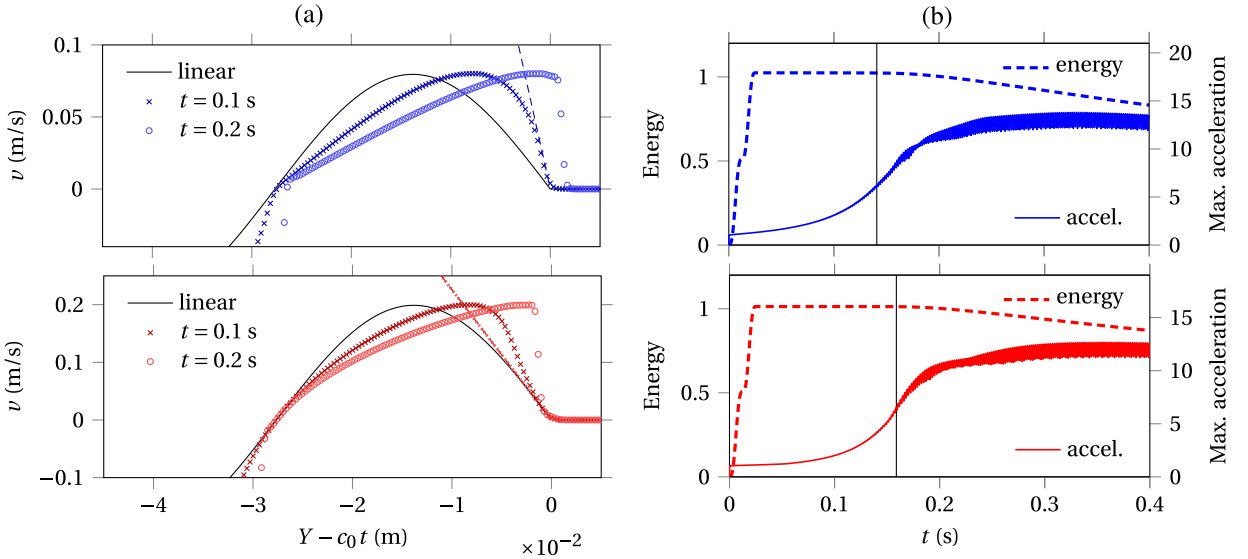 (a)
0.1
0.05
0
v (m/s)
linear
t = 0.1 s
t = 0.2 s
0.2
0.1
0
−0.1
v (m/s)
linear
t = 0.1 s
t = 0.2 s
−4 −3 −2 −1 0
Y − c₀ t (m)
×10⁻²
(b)
1
0.5
0
Energy
energy
accel.
20
15
10
5
0
Max. acceleration
1
0.5
0
Energy
energy
accel.
15
10
5
0
Max. acceleration
0 0.1 0.2 0.3 0.4
t (s)